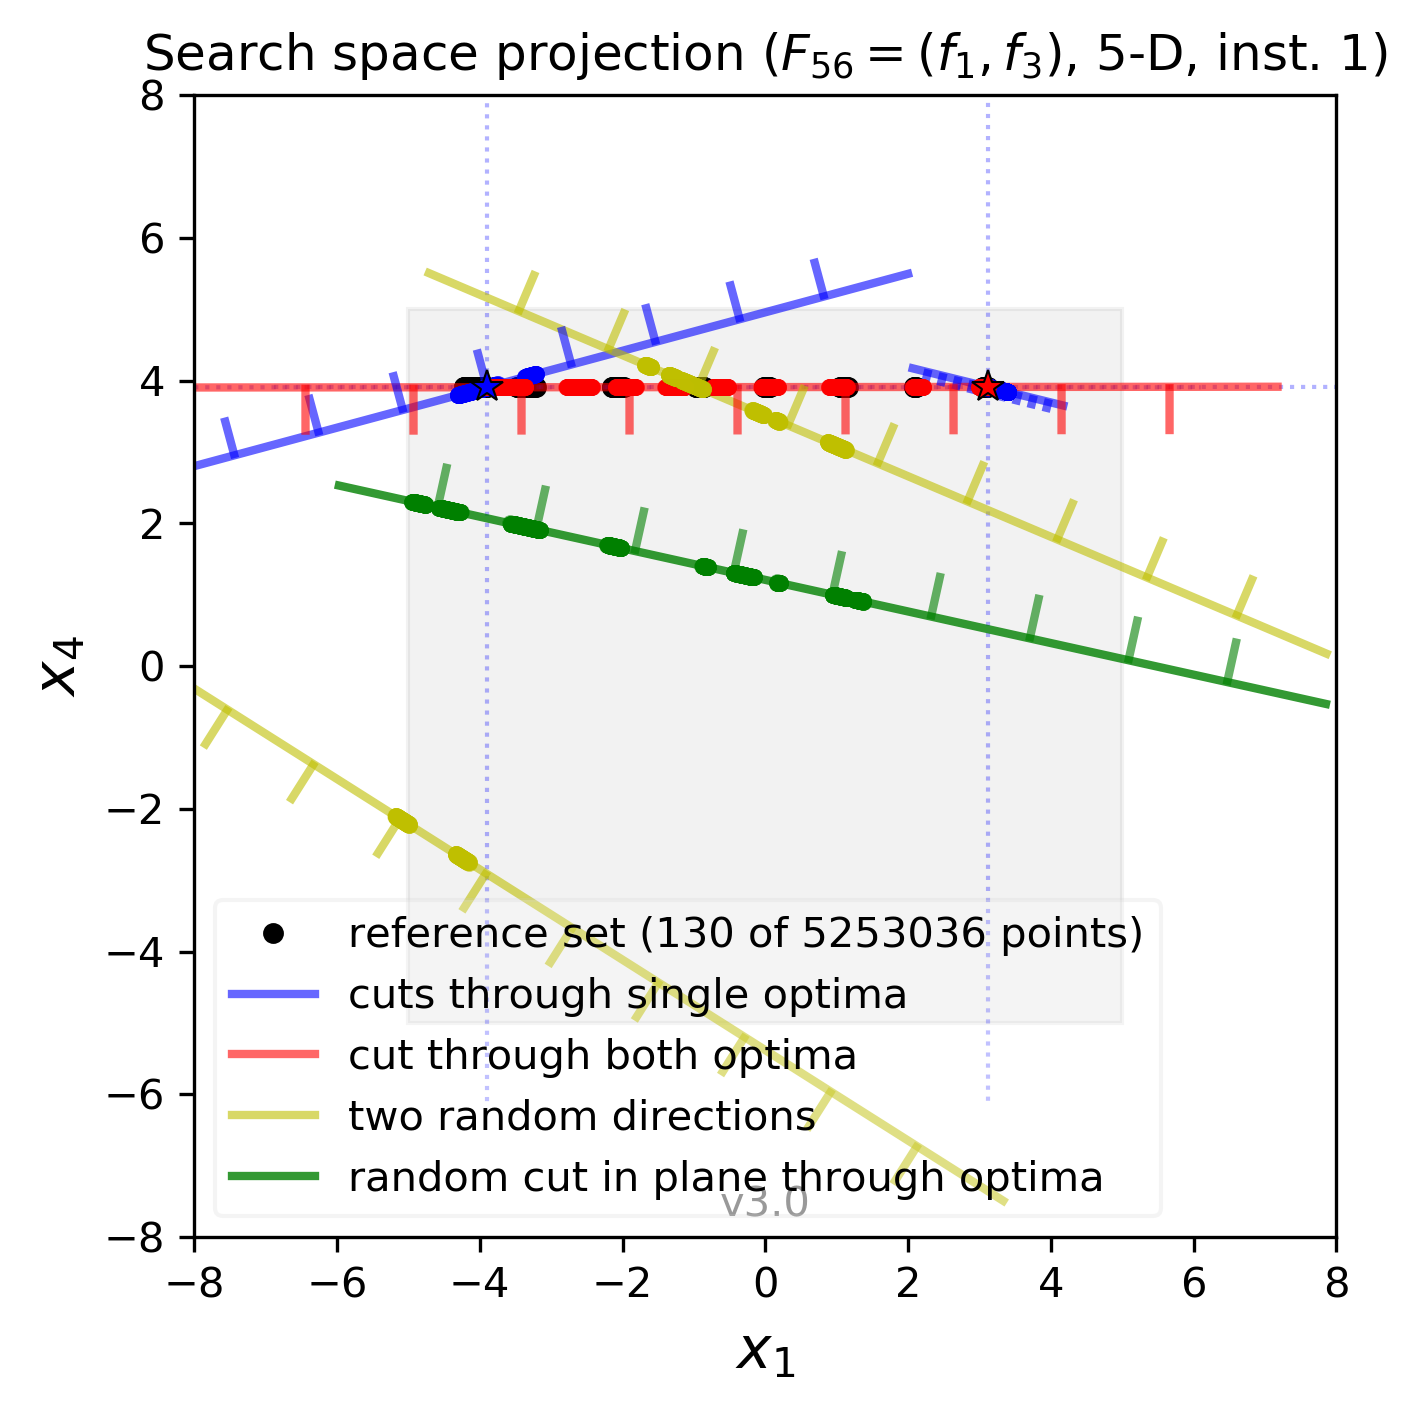 Search space projection (F₅₆ = (f₁, f₃), 5-D, inst. 1)
8
6
4
2
0
−2
−4
−6
−8
x₄
reference set (130 of 5253036 points)
cuts through single optima
cut through both optima
two random directions
random cut in plane through optima
v3.0
−8 −6 −4 −2 0 2 4 6 8
x₁